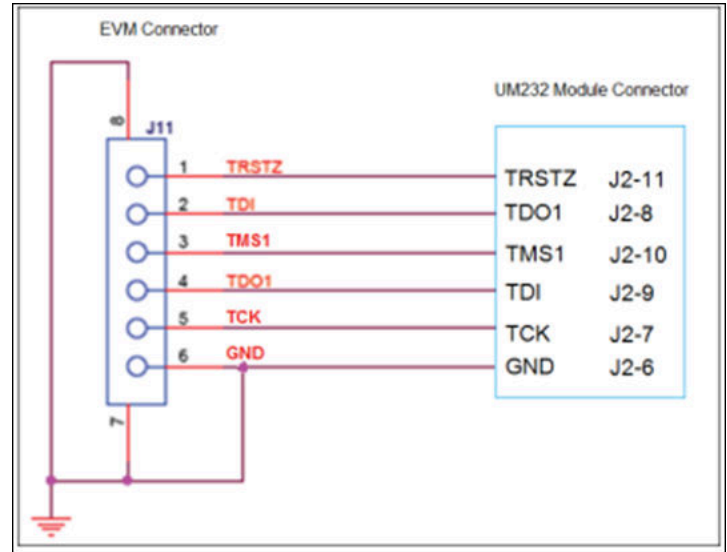 EVM Connector
UM232 Module Connector
8
J11
1 TRSTZ TRSTZ J2-11
2 TDI TDO1 J2-8
3 TMS1 TMS1 J2-10
4 TDO1 TDI J2-9
5 TCK TCK J2-7
6 GND GND J2-6
7